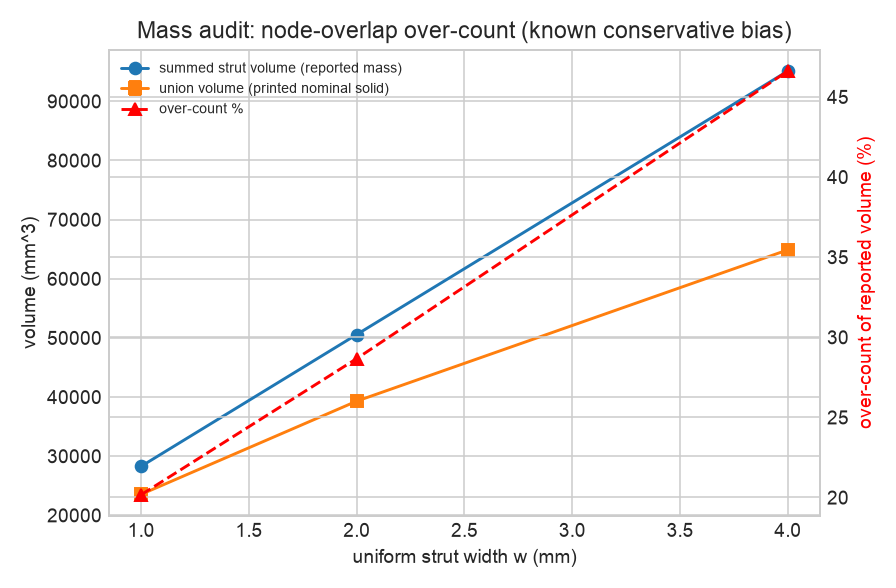 Mass audit: node-overlap over-count (known conservative bias)
summed strut volume (reported mass)
union volume (printed nominal solid)
over-count %
volume (mm^3)
90000
80000
70000
60000
50000
40000
30000
20000
45
40
35
30
25
20
over-count of reported volume (%)
1.0 1.5 2.0 2.5 3.0 3.5 4.0
uniform strut width w (mm)